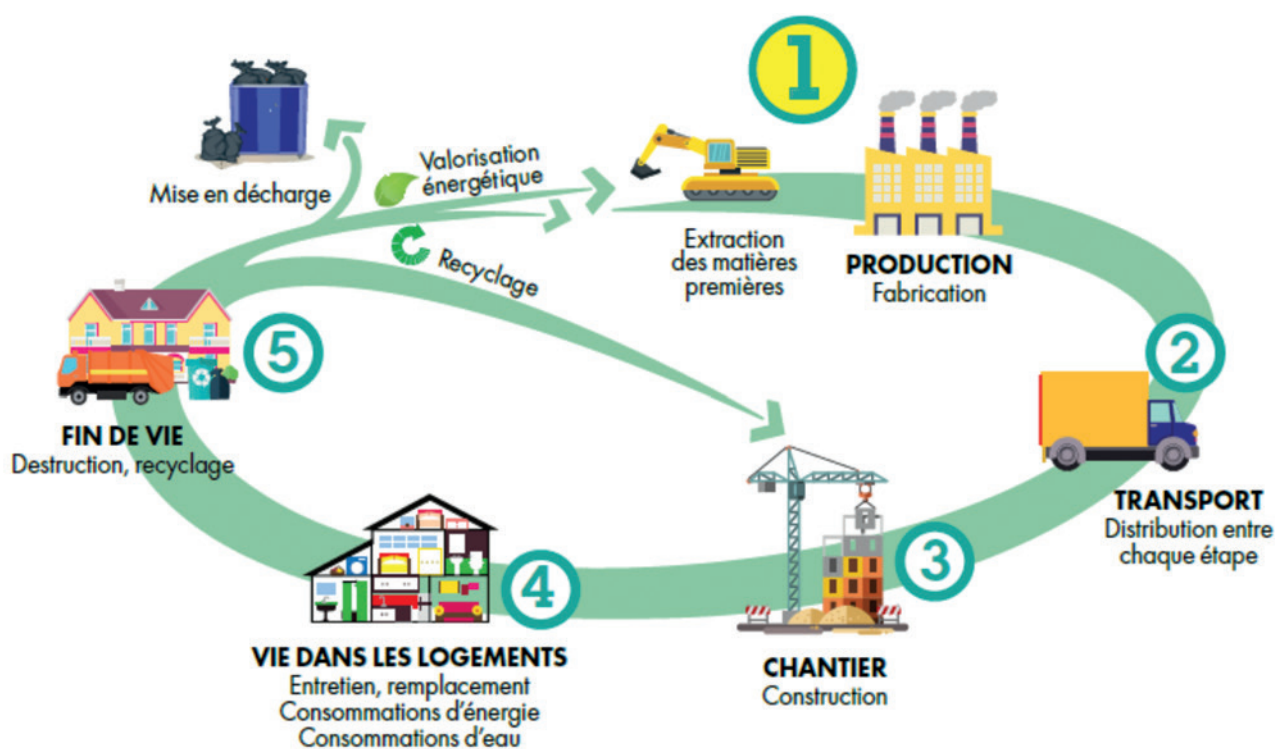 1
Extraction
des matières
premières
PRODUCTION
Fabrication
2
TRANSPORT
Distribution entre
chaque étape
3
CHANTIER
Construction
4
VIE DANS LES LOGEMENTS
Entretien, remplacement
Consommations d'énergie
Consommations d'eau
5
FIN DE VIE
Destruction, recyclage
Mise en décharge
Valorisation
énergétique
Recyclage